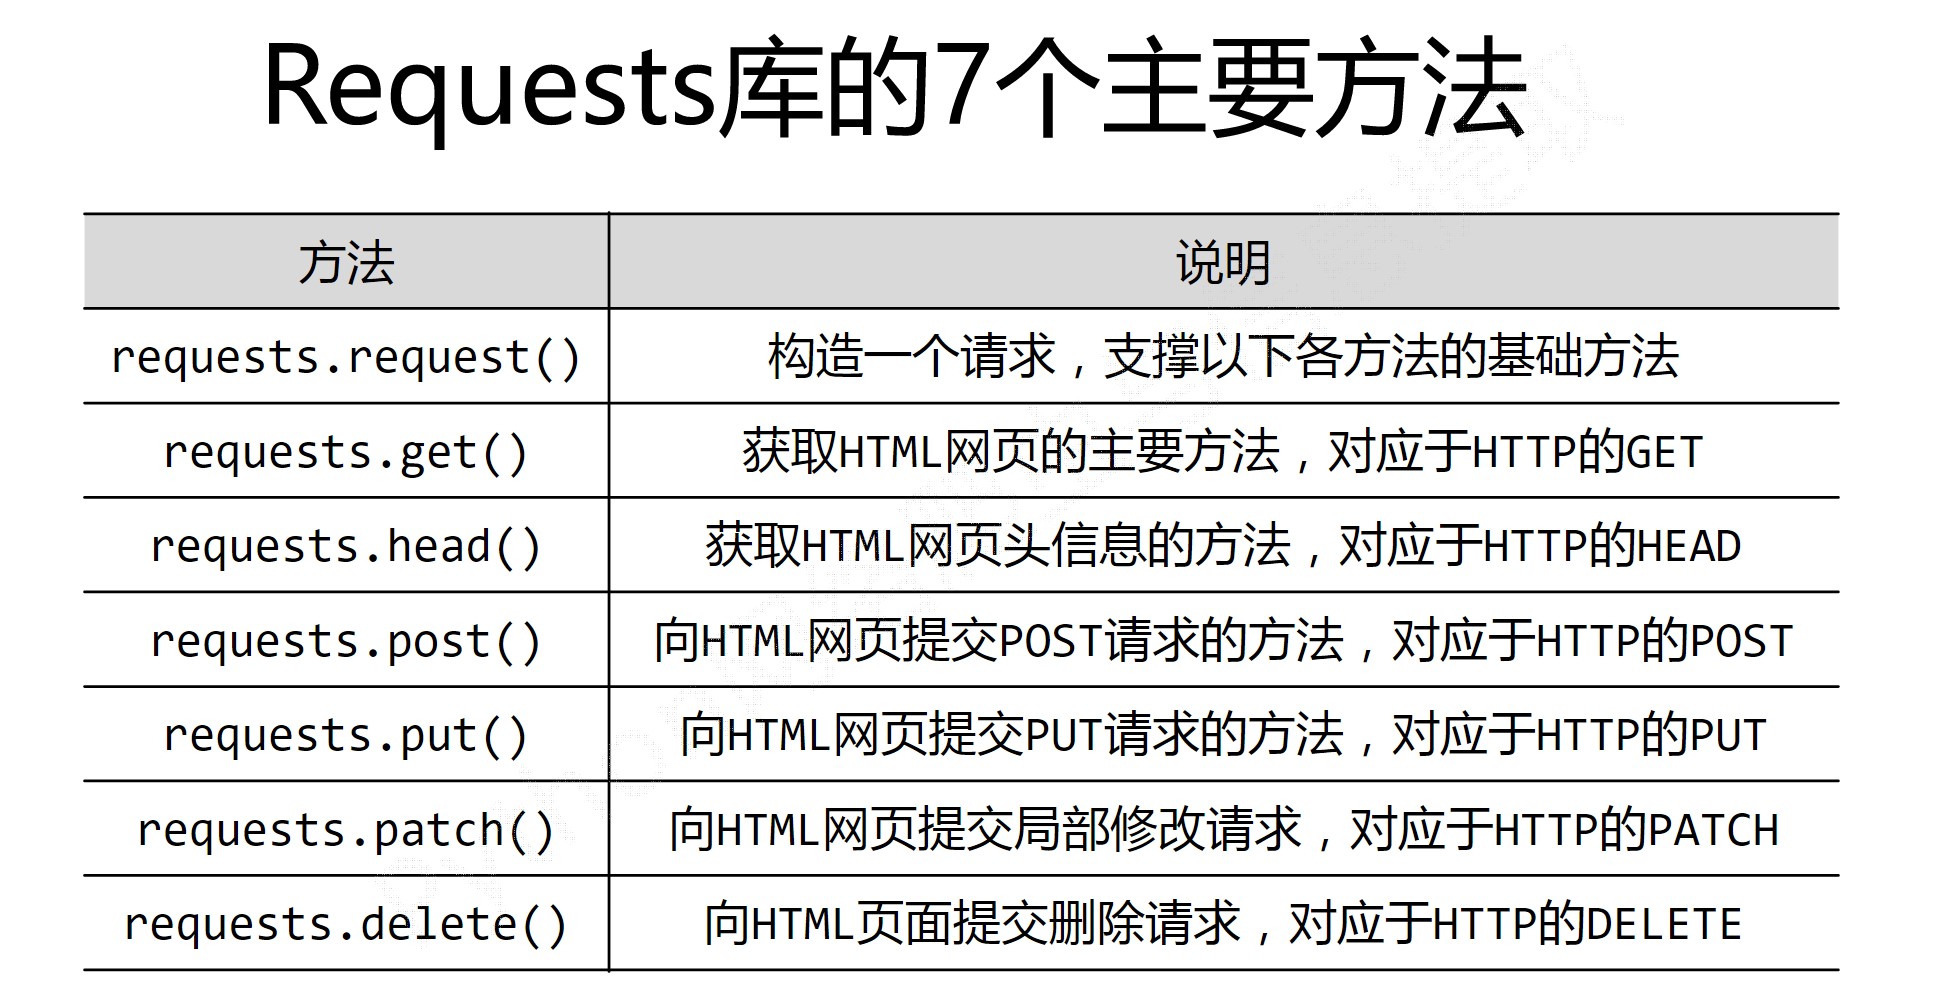 Requests库的7个主要方法
方法 说明
requests.request() 构造一个请求，支撑以下各方法的基础方法
requests.get() 获取HTML网页的主要方法，对应于HTTP的GET
requests.head() 获取HTML网页头信息的方法，对应于HTTP的HEAD
requests.post() 向HTML网页提交POST请求的方法，对应于HTTP的POST
requests.put() 向HTML网页提交PUT请求的方法，对应于HTTP的PUT
requests.patch() 向HTML网页提交局部修改请求，对应于HTTP的PATCH
requests.delete() 向HTML页面提交删除请求，对应于HTTP的DELETE